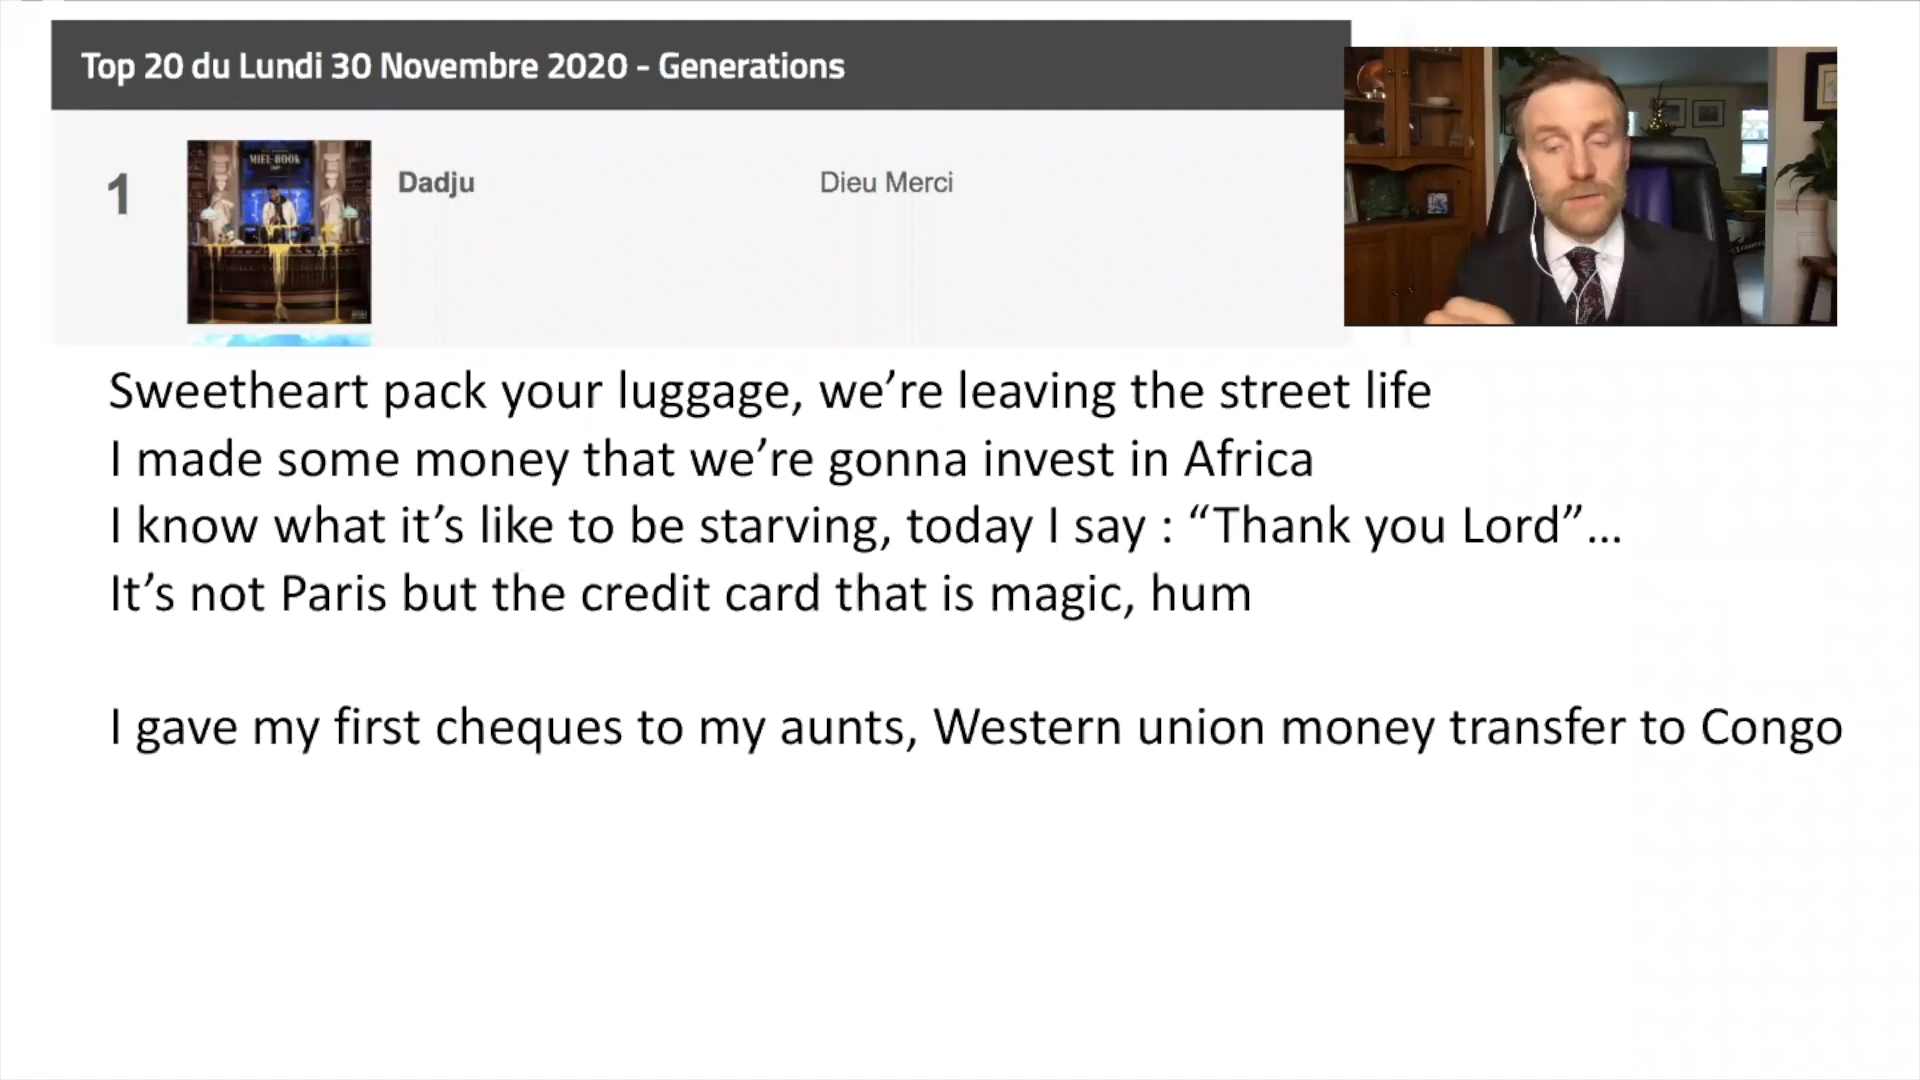 Top 20 du Lundi 30 Novembre 2020 - Generations
1
MIEL BOOK
Dadju
Dieu Merci
Sweetheart pack your luggage, we’re leaving the street life
I made some money that we’re gonna invest in Africa
I know what it’s like to be starving, today I say : “Thank you Lord”…
It’s not Paris but the credit card that is magic, hum
I gave my first cheques to my aunts, Western union money transfer to Congo